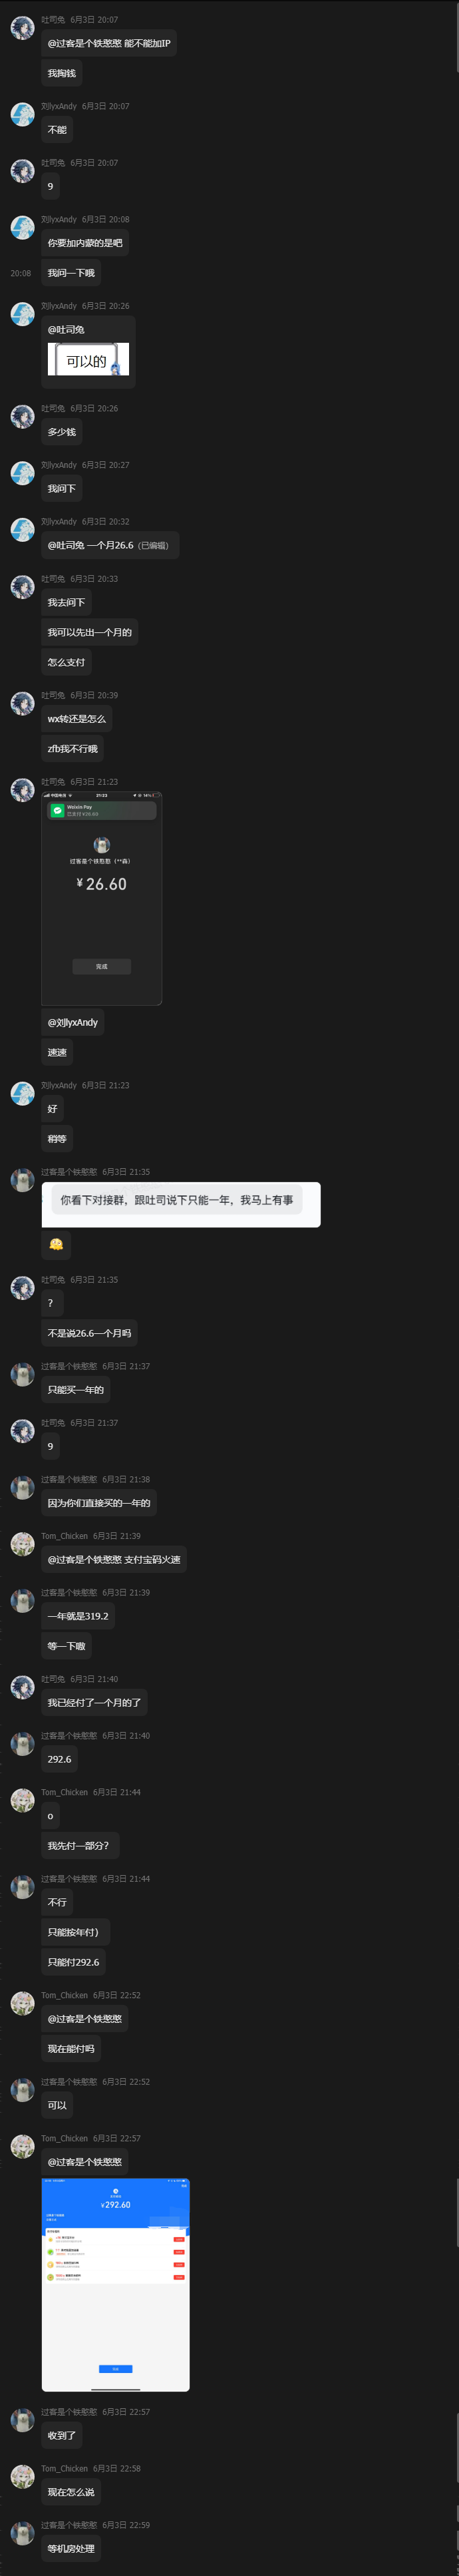 吐司兔 6月3日 20:07
@过客是个铁憨憨 能不能加IP
我掏钱
刘lyxAndy 6月3日 20:07
不能
吐司兔 6月3日 20:07
9
刘lyxAndy 6月3日 20:08
你要加内蒙的是吧
20:08 我问一下哦
刘lyxAndy 6月3日 20:26
@吐司兔
可以的
吐司兔 6月3日 20:26
多少钱
刘lyxAndy 6月3日 20:27
我问下
刘lyxAndy 6月3日 20:32
@吐司兔 一个月26.6（已编辑）
吐司兔 6月3日 20:33
我去问下
我可以先出一个月的
怎么支付
吐司兔 6月3日 20:39
wx转还是怎么
zfb我不行哦
吐司兔 6月3日 21:23
中国电信 21:23 16%
Weixin Pay
已支付¥26.60
过客是个铁憨憨（**森）
¥26.60
完成
@刘lyxAndy
速速
刘lyxAndy 6月3日 21:23
好
稍等
过客是个铁憨憨 6月3日 21:35
你看下对接群，跟吐司说下只能一年，我马上有事
🫠
吐司兔 6月3日 21:35
？
不是说26.6一个月吗
过客是个铁憨憨 6月3日 21:37
只能买一年的
吐司兔 6月3日 21:37
9
过客是个铁憨憨 6月3日 21:38
因为你们直接买的一年的
Tom_Chicken 6月3日 21:39
@过客是个铁憨憨 支付宝码火速
过客是个铁憨憨 6月3日 21:39
一年就是319.2
等一下嗷
吐司兔 6月3日 21:40
我已经付了一个月的了
过客是个铁憨憨 6月3日 21:40
292.6
Tom_Chicken 6月3日 21:44
o
我先付一部分？
过客是个铁憨憨 6月3日 21:44
不行
只能按年付）
只能付292.6
Tom_Chicken 6月3日 22:52
@过客是个铁憨憨
现在能付吗
过客是个铁憨憨 6月3日 22:52
可以
Tom_Chicken 6月3日 22:57
@过客是个铁憨憨
¥292.60
过客是个铁憨憨 6月3日 22:57
收到了
Tom_Chicken 6月3日 22:58
现在怎么说
过客是个铁憨憨 6月3日 22:59
等机房处理